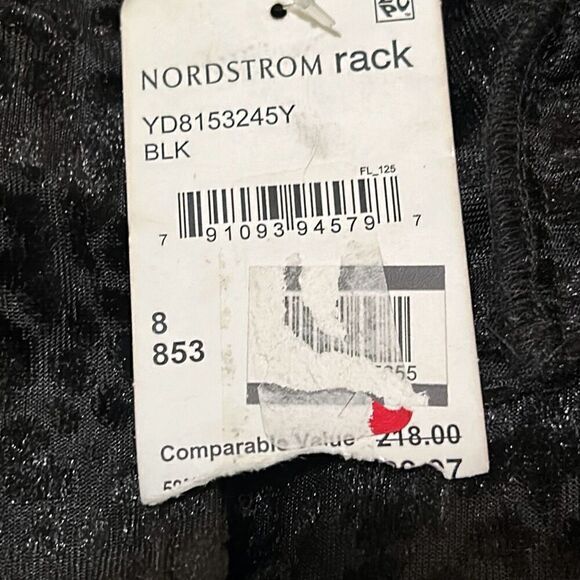 NORDSTROM rack
YD8153245Y
BLK
FL_125
7 91093 94579 7
8
853
Comparable Value 218.00